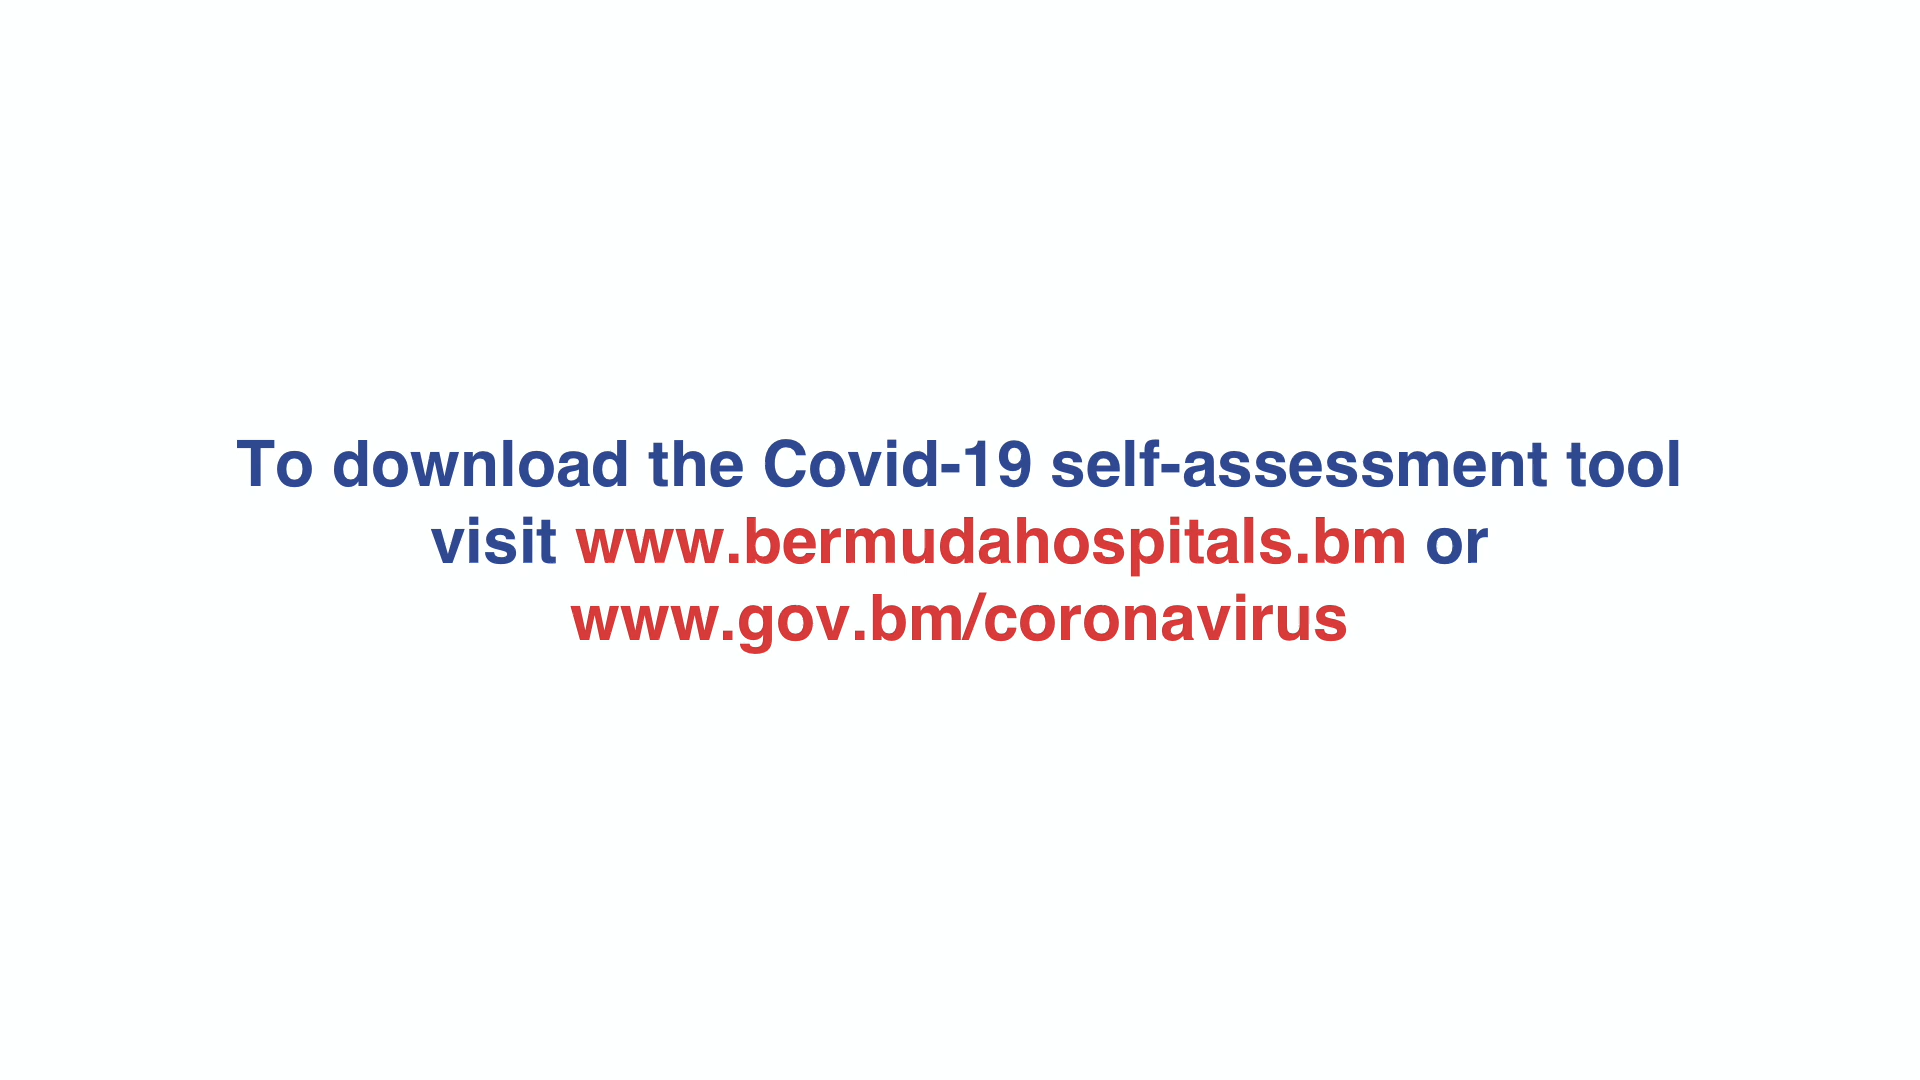 To download the Covid-19 self-assessment tool
visit www.bermudahospitals.bm or
www.gov.bm/coronavirus